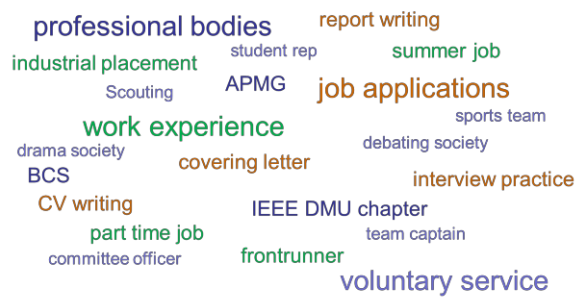 professional bodies
report writing
student rep
summer job
industrial placement
APMG
job applications
Scouting
sports team
work experience
debating society
drama society
covering letter
BCS
interview practice
CV writing
IEEE DMU chapter
part time job
team captain
committee officer
frontrunner
voluntary service